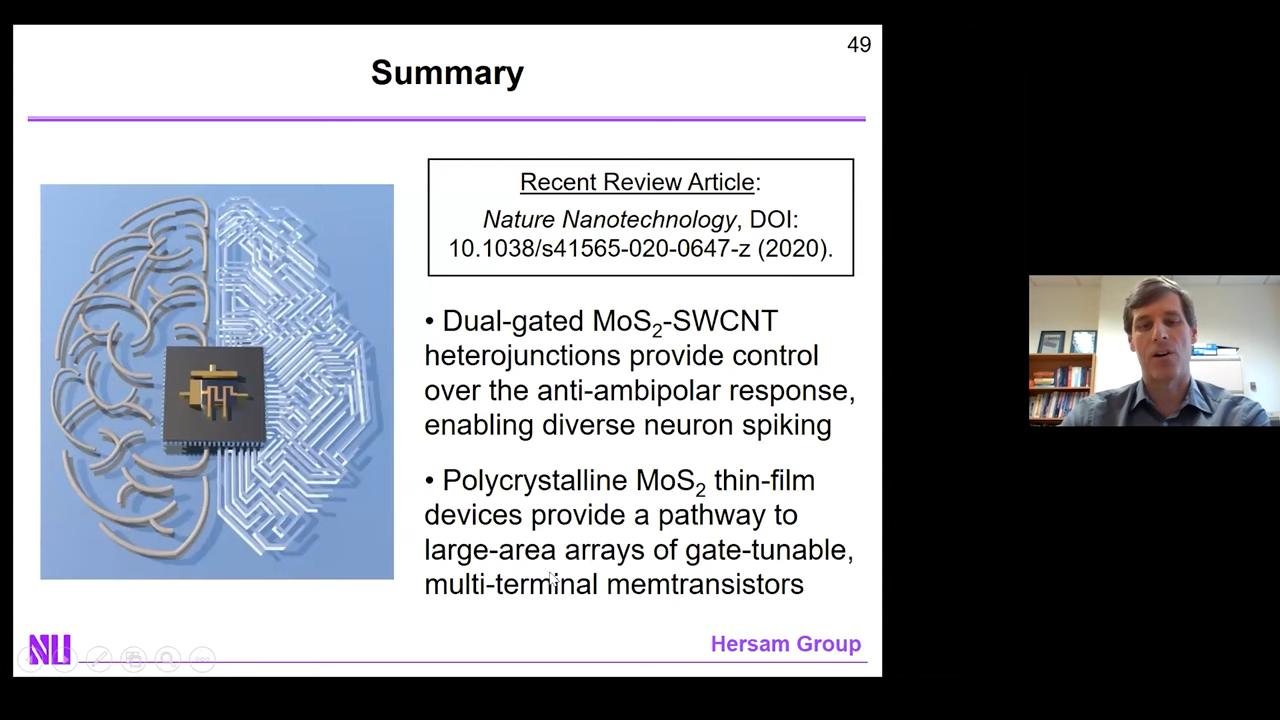 49
Summary
Recent Review Article:
Nature Nanotechnology, DOI:
10.1038/s41565-020-0647-z (2020).
• Dual-gated MoS₂-SWCNT
heterojunctions provide control
over the anti-ambipolar response,
enabling diverse neuron spiking
• Polycrystalline MoS₂ thin-film
devices provide a pathway to
large-area arrays of gate-tunable,
multi-terminal memtransistors
NU
Hersam Group